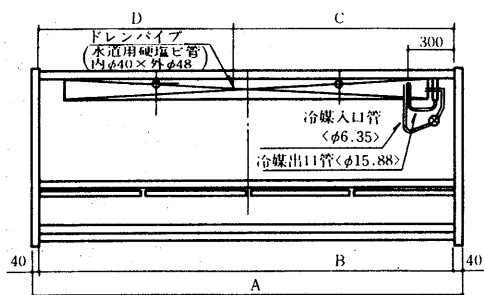 D
C
ドレンパイプ
(水道用硬塩ビ管
内φ40×外φ48)
300
冷媒入口管
<φ6.35>
冷媒出口管<φ15.88>
40
B
40
A